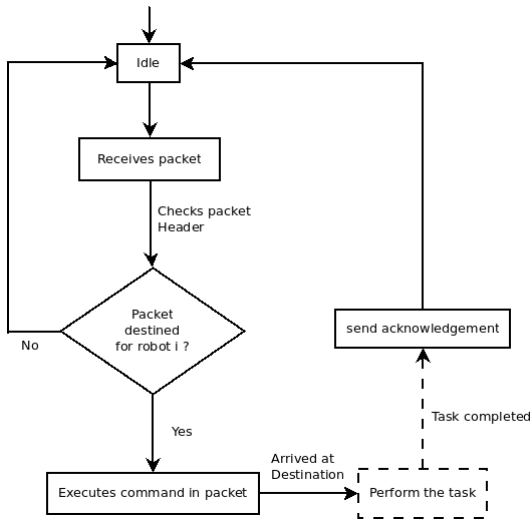 Idle
Receives packet
Checks packet
Header
Packet
destined
for robot i ?
No
Yes
Executes command in packet
Arrived at
Destination
Perform the task
Task completed
send acknowledgement